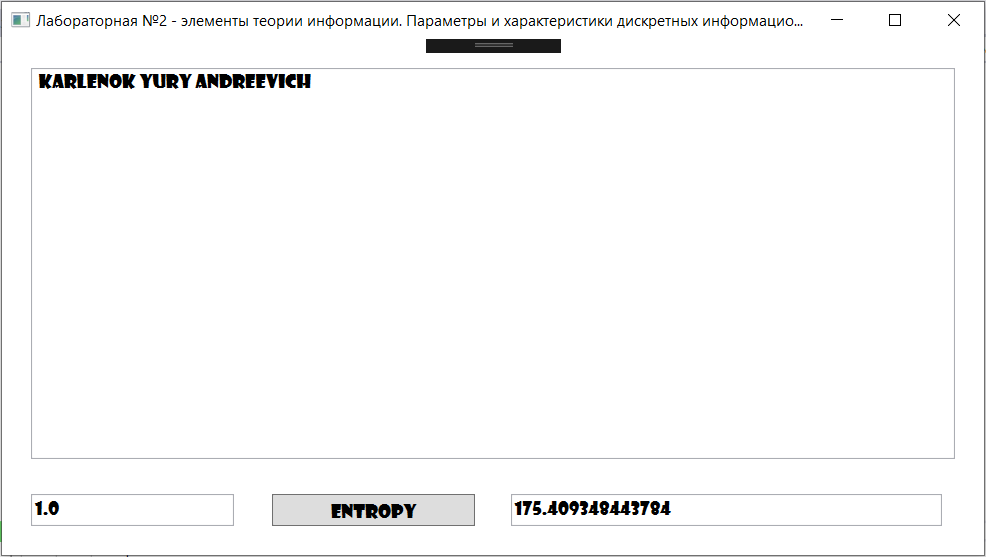 Лабораторная №2 - элементы теории информации. Параметры и характеристики дискретных информацио...
KARLENOK YURY ANDREEVICH
1.0
ENTROPY
175.409348443784